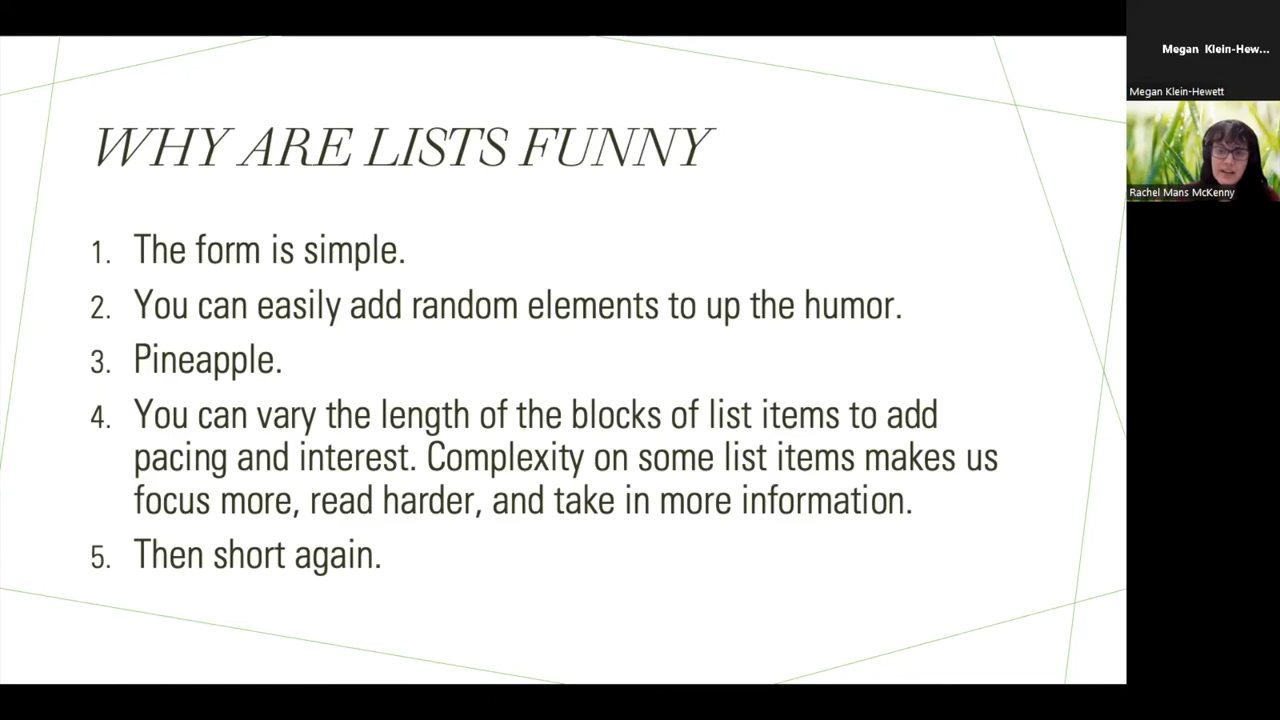 WHY ARE LISTS FUNNY
1. The form is simple.
2. You can easily add random elements to up the humor.
3. Pineapple.
4. You can vary the length of the blocks of list items to add
pacing and interest. Complexity on some list items makes us
focus more, read harder, and take in more information.
5. Then short again.
Megan Klein-Hew...
Megan Klein-Hewett
Rachel Mans McKenny